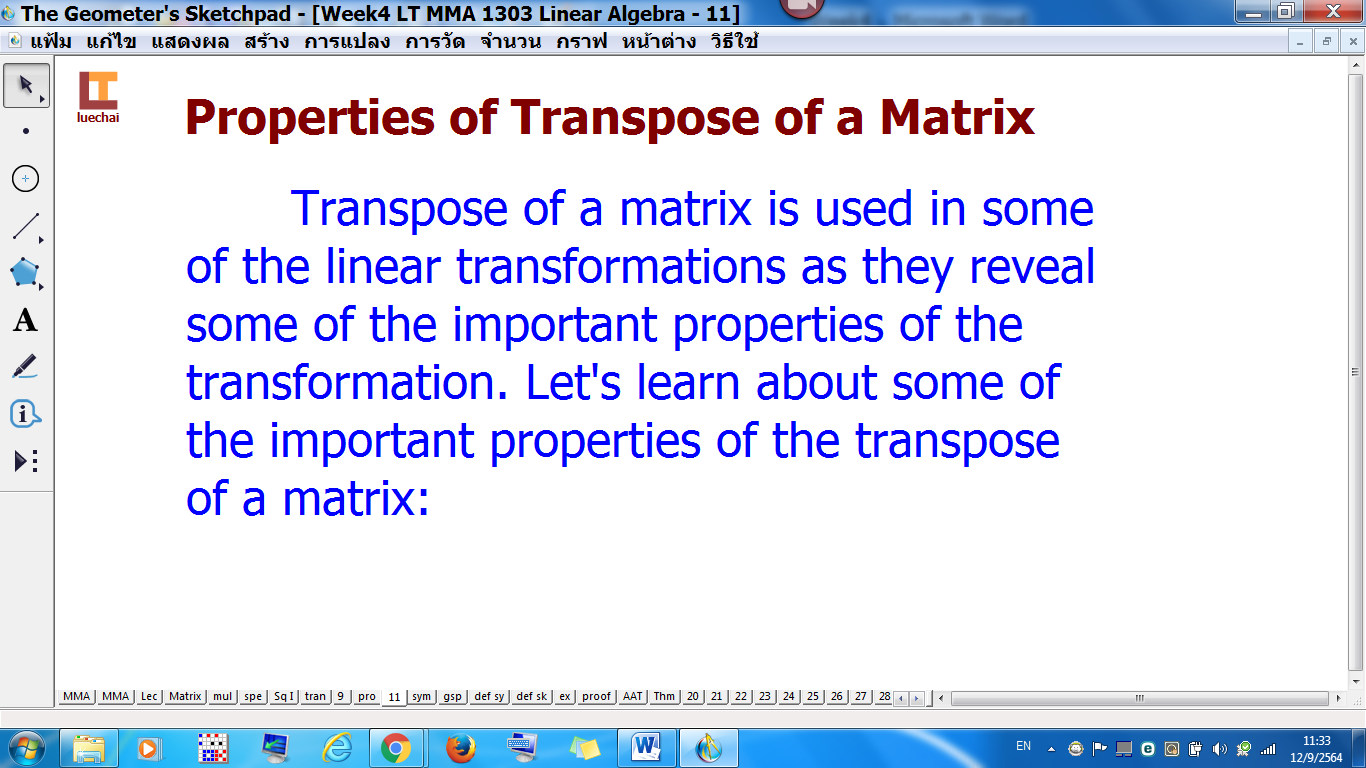 The Geometer's Sketchpad - [Week4 LT MMA 1303 Linear Algebra - 11]
แฟ้ม แก้ไข แสดงผล สร้าง การแปลง การวัด จำนวน กราฟ หน้าต่าง วิธีใช้
LT
luechai
Properties of Transpose of a Matrix
Transpose of a matrix is used in some
of the linear transformations as they reveal
some of the important properties of the
transformation. Let's learn about some of
the important properties of the transpose
of a matrix:
A
MMA MMA Lec Matrix mul spe Sq I tran 9 pro 11 sym gsp def sy def sk ex proof AAT Thm 20 21 22 23 24 25 26 27 28
EN
11:33
12/9/2564